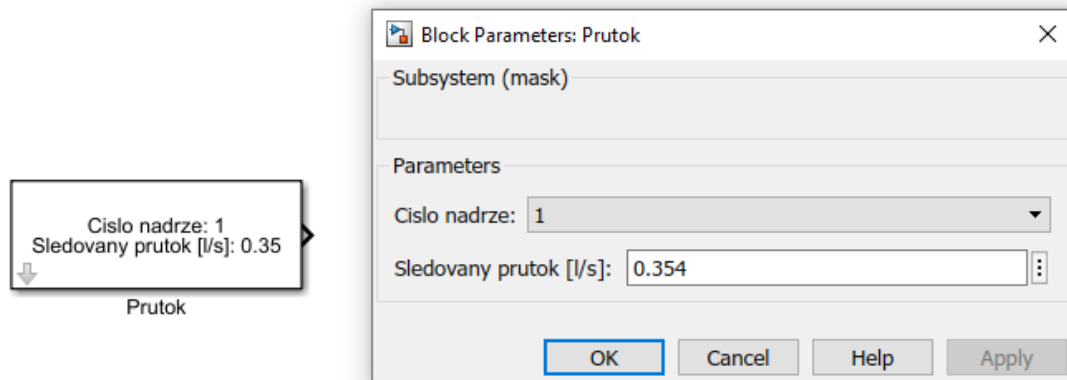 Cislo nadrze: 1
Sledovany prutok [l/s]: 0.35
Prutok
Block Parameters: Prutok
Subsystem (mask)
Parameters
Cislo nadrze: 1
Sledovany prutok [l/s]: 0.354
OK Cancel Help Apply